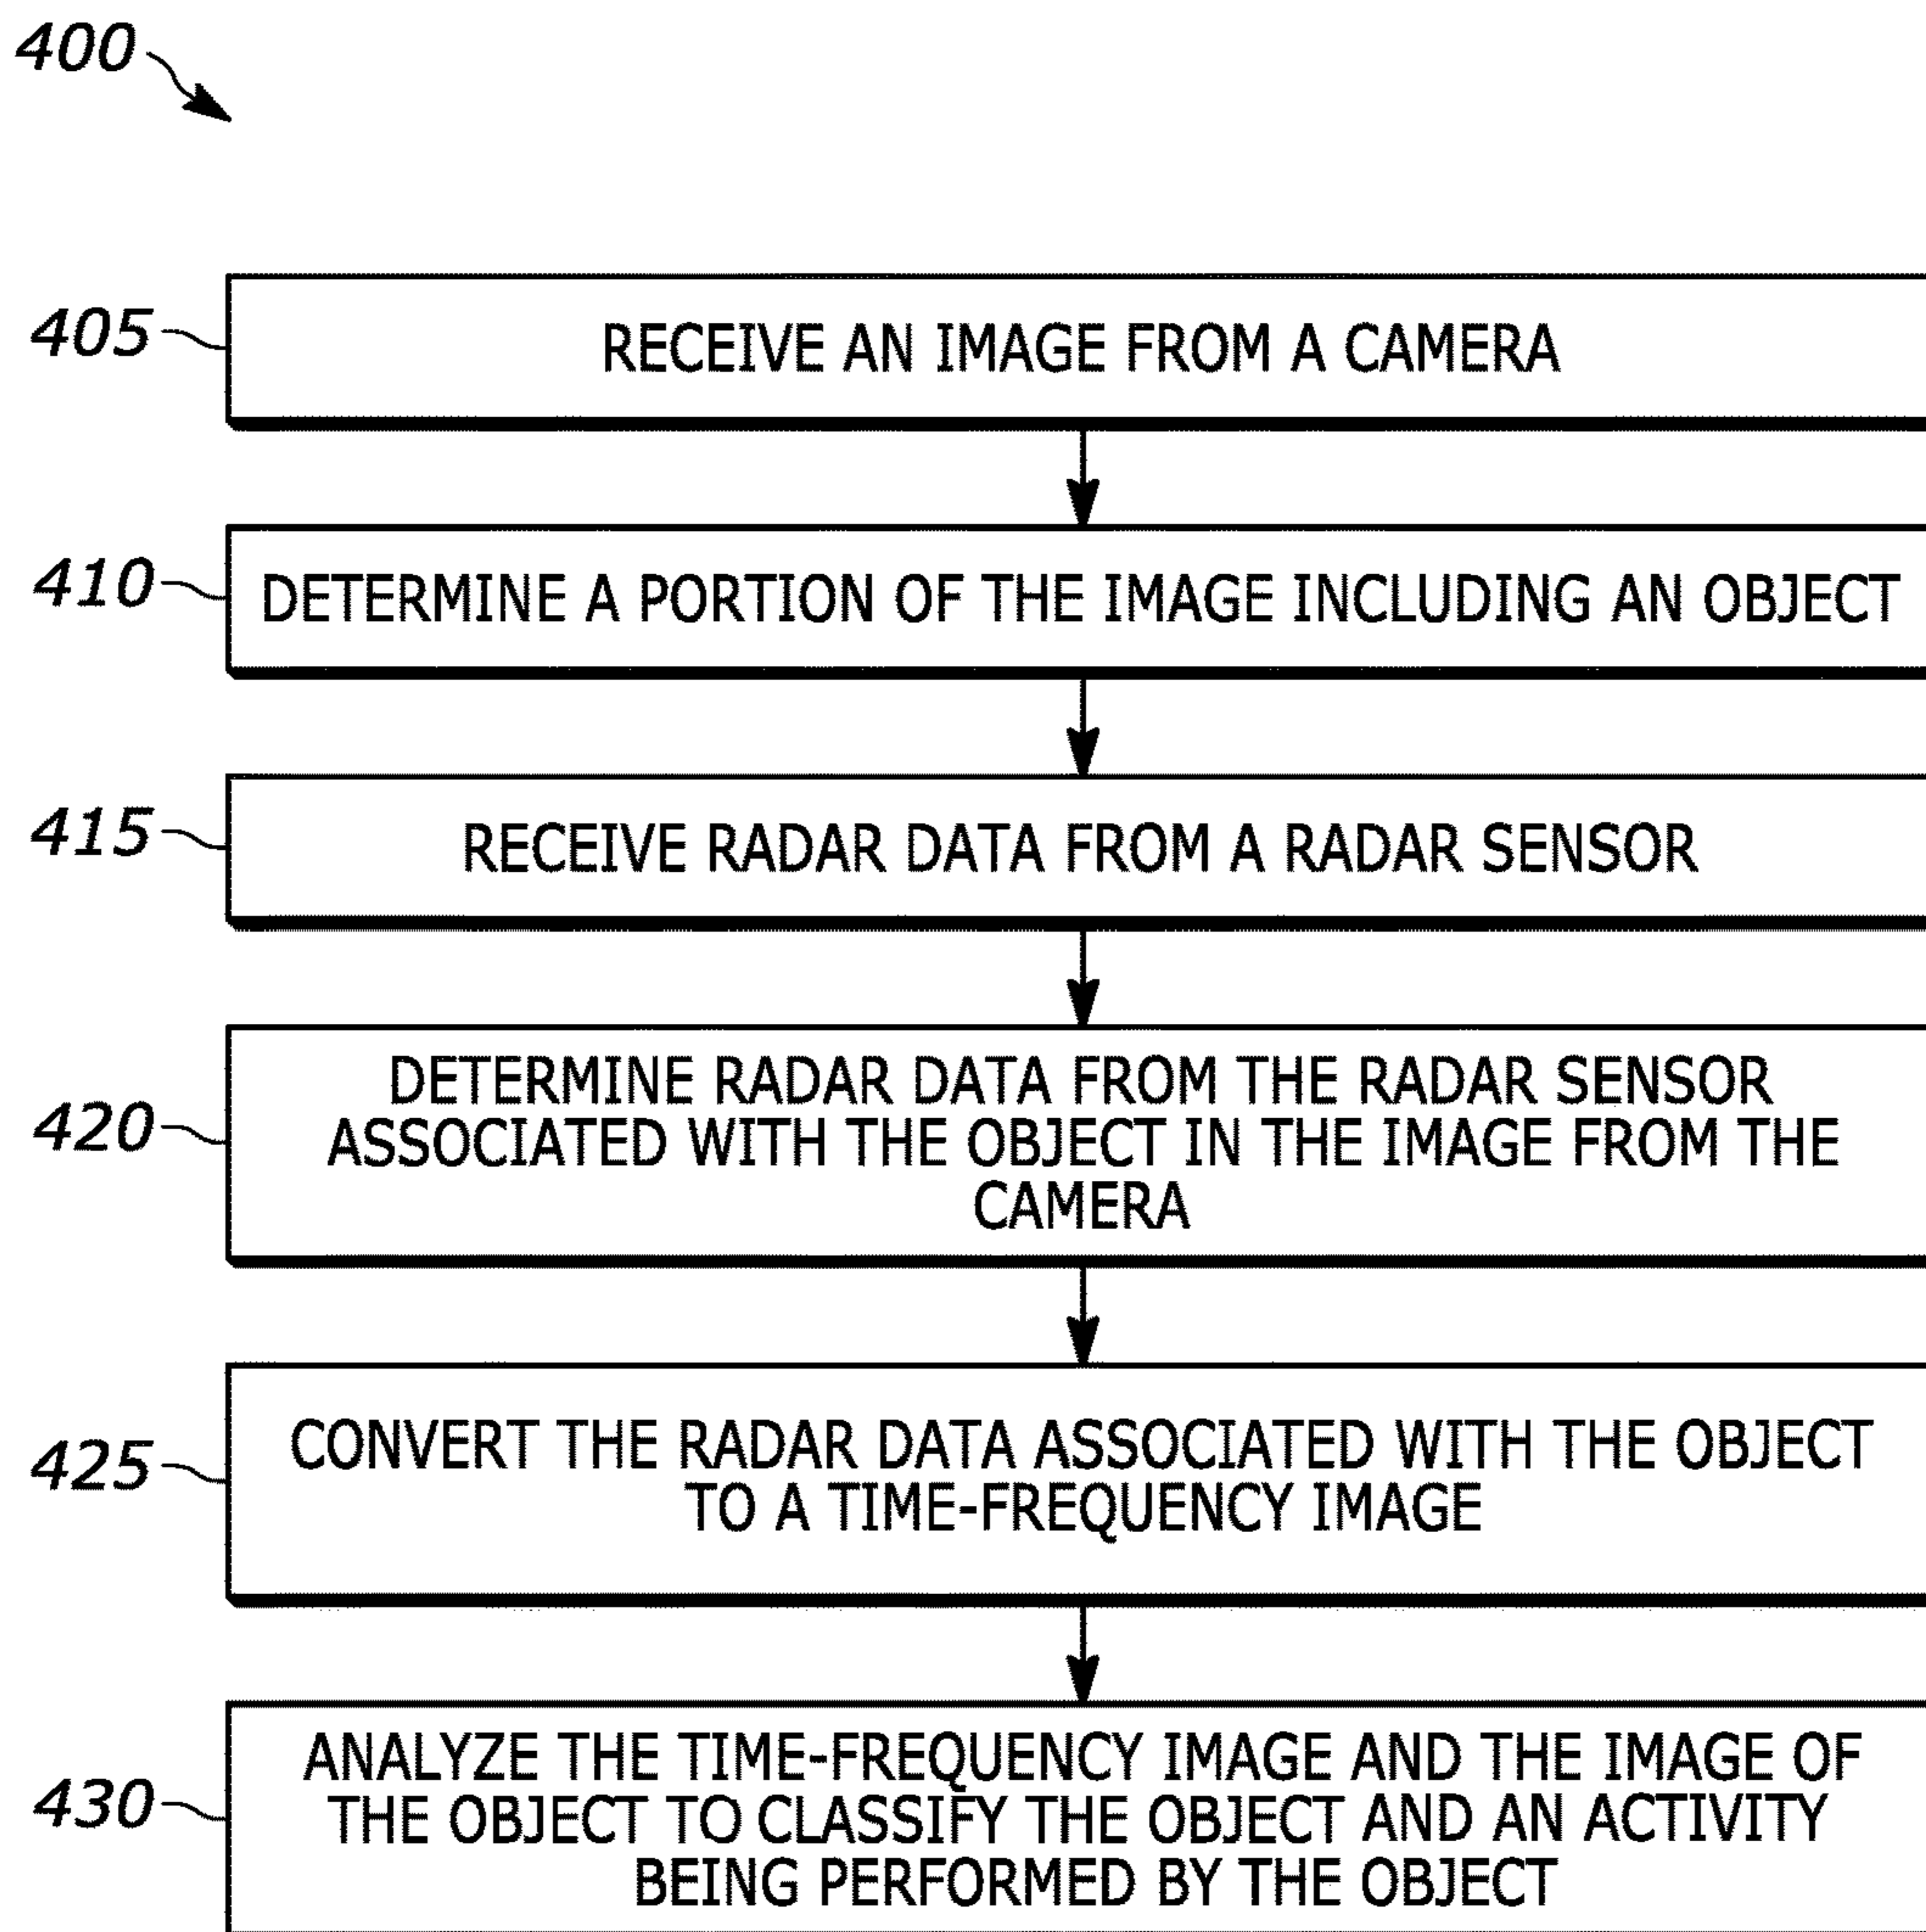 400
405
RECEIVE AN IMAGE FROM A CAMERA
410
DETERMINE A PORTION OF THE IMAGE INCLUDING AN OBJECT
415
RECEIVE RADAR DATA FROM A RADAR SENSOR
420
DETERMINE RADAR DATA FROM THE RADAR SENSOR
ASSOCIATED WITH THE OBJECT IN THE IMAGE FROM THE
CAMERA
425
CONVERT THE RADAR DATA ASSOCIATED WITH THE OBJECT
TO A TIME-FREQUENCY IMAGE
430
ANALYZE THE TIME-FREQUENCY IMAGE AND THE IMAGE OF
THE OBJECT TO CLASSIFY THE OBJECT AND AN ACTIVITY
BEING PERFORMED BY THE OBJECT